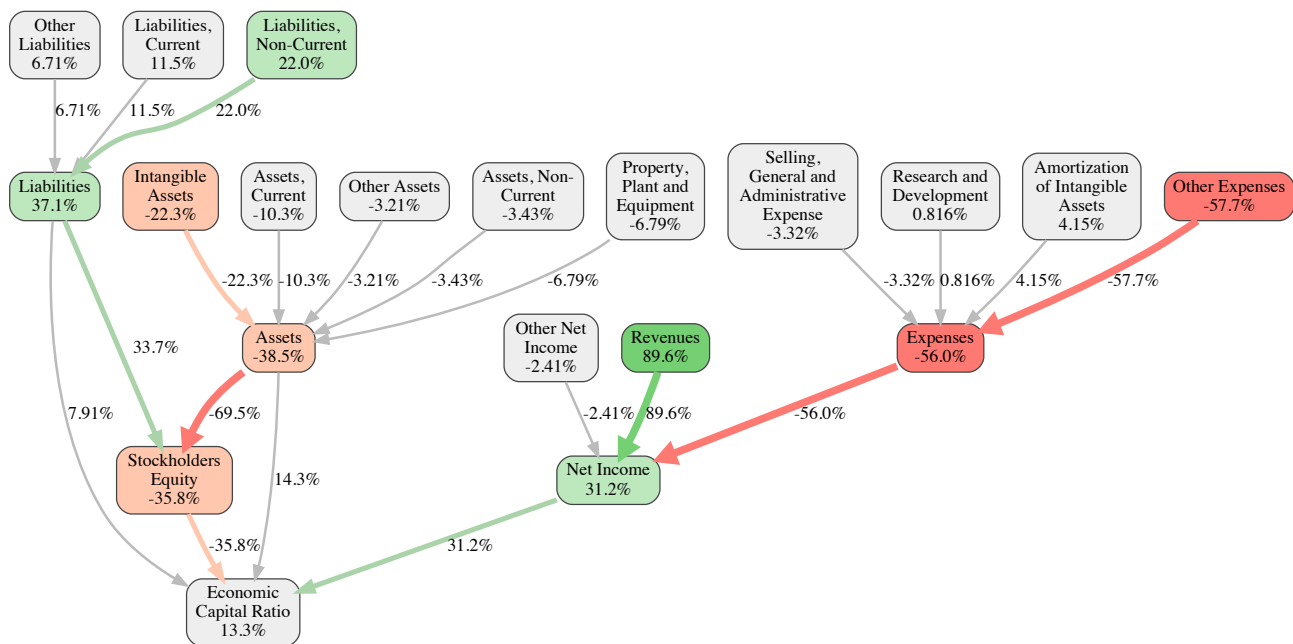 Other
Liabilities
6.71%
Liabilities,
Current
11.5%
Liabilities,
Non-Current
22.0%
6.71%
11.5%
22.0%
Liabilities
37.1%
Intangible
Assets
-22.3%
Assets,
Current
-10.3%
Other Assets
-3.21%
Assets, Non-
Current
-3.43%
Property,
Plant and
Equipment
-6.79%
Selling,
General and
Administrative
Expense
-3.32%
Research and
Development
0.816%
Amortization
of Intangible
Assets
4.15%
Other Expenses
-57.7%
-22.3%
-10.3%
-3.21%
-3.43%
-6.79%
-3.32%
0.816%
4.15%
-57.7%
Assets
-38.5%
Other Net
Income
-2.41%
Revenues
89.6%
Expenses
-56.0%
33.7%
7.91%
-69.5%
-2.41%
89.6%
-56.0%
Stockholders
Equity
-35.8%
14.3%
Net Income
31.2%
-35.8%
31.2%
Economic
Capital Ratio
13.3%